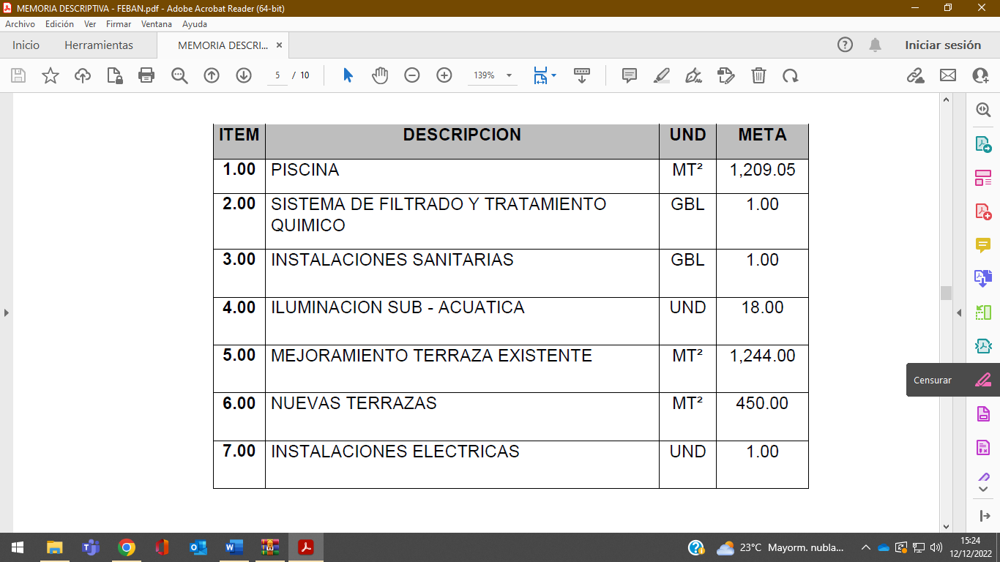 MEMORIA DESCRIPTIVA - FEBAN.pdf - Adobe Acrobat Reader (64-bit)
Archivo Edición Ver Firmar Ventana Ayuda
Inicio Herramientas MEMORIA DESCRI... × Iniciar sesión
5 / 10 139%
ITEM DESCRIPCION UND META
1.00 PISCINA MT² 1,209.05
2.00 SISTEMA DE FILTRADO Y TRATAMIENTO GBL 1.00
QUIMICO
3.00 INSTALACIONES SANITARIAS GBL 1.00
4.00 ILUMINACION SUB - ACUATICA UND 18.00
5.00 MEJORAMIENTO TERRAZA EXISTENTE MT² 1,244.00
Censurar
6.00 NUEVAS TERRAZAS MT² 450.00
7.00 INSTALACIONES ELECTRICAS UND 1.00
23°C Mayorm. nubla... 15:24
12/12/2022